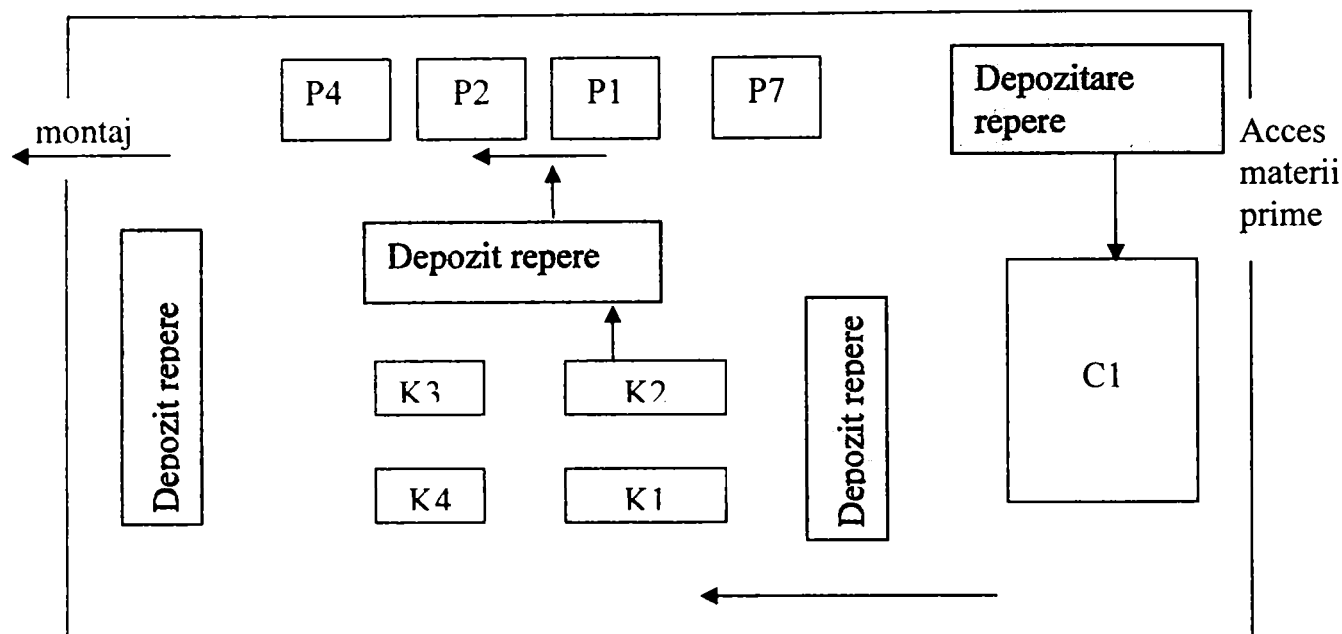 P4
P2
P1
P7
Depozitare
repere
montaj
Acces
materii
prime
Depozit repere
Depozit repere
Depozit repere
K3
K2
C1
K4
K1